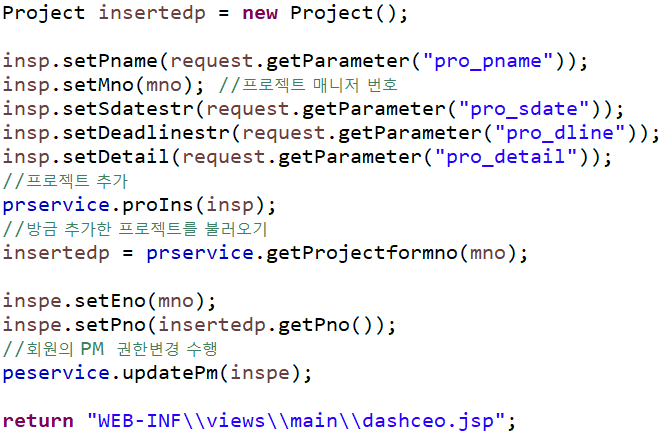 Project insertedp = new Project();
insp.setPname(request.getParameter("pro_pname"));
insp.setMno(mno); //프로젝트 매니저 번호
insp.setSdatestr(request.getParameter("pro_sdate"));
insp.setDeadlinestr(request.getParameter("pro_dline"));
insp.setDetail(request.getParameter("pro_detail"));
//프로젝트 추가
prservice.proIns(insp);
//방금 추가한 프로젝트를 불러오기
insertedp = prservice.getProjectformno(mno);
inspe.setEno(mno);
inspe.setPno(insertedp.getPno());
//회원의 PM 권한변경 수행
peservice.updatePm(inspe);
return "WEB-INF\\views\\main\\dashceo.jsp";